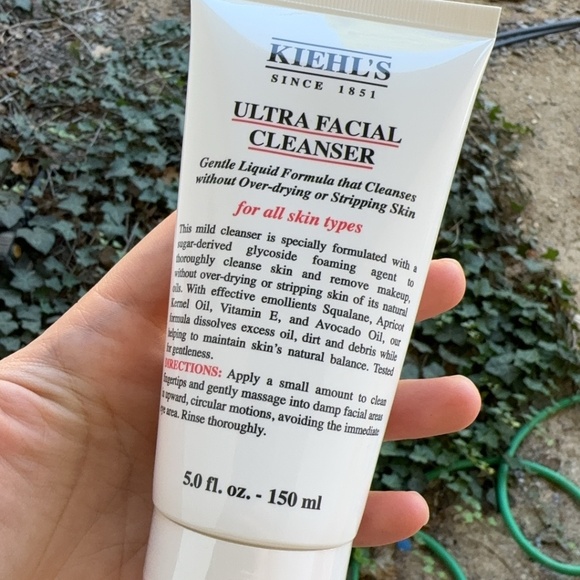 KIEHL'S
SINCE 1851
ULTRA FACIAL
CLEANSER
Gentle Liquid Formula that Cleanses
without Over-drying or Stripping Skin
for all skin types
This mild cleanser is specially formulated with a
sugar-derived glycoside foaming agent to
thoroughly cleanse skin and remove makeup,
without over-drying or stripping skin of its natural
oils. With effective emollients Squalane, Apricot
Kernel Oil, Vitamin E, and Avocado Oil, our
formula dissolves excess oil, dirt and debris while
helping to maintain skin's natural balance. Tested
for gentleness.
DIRECTIONS: Apply a small amount to clean
fingertips and gently massage into damp facial areas
in upward, circular motions, avoiding the immediate
eye area. Rinse thoroughly.
5.0 fl. oz. - 150 ml